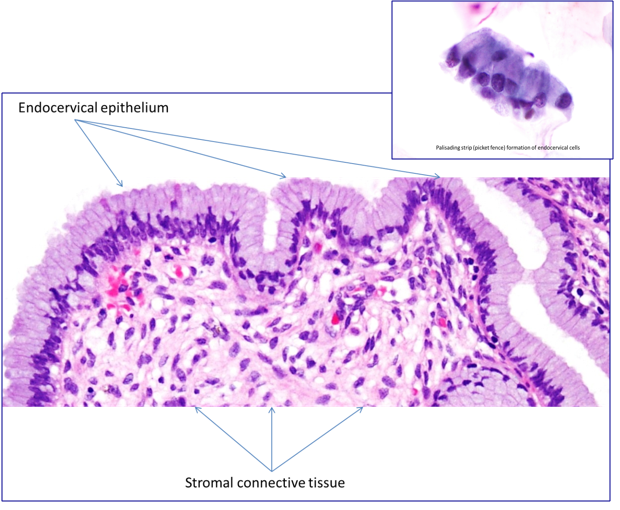 Palisading strip (picket fence) formation of endocervical cells
Endocervical epithelium
Stromal connective tissue